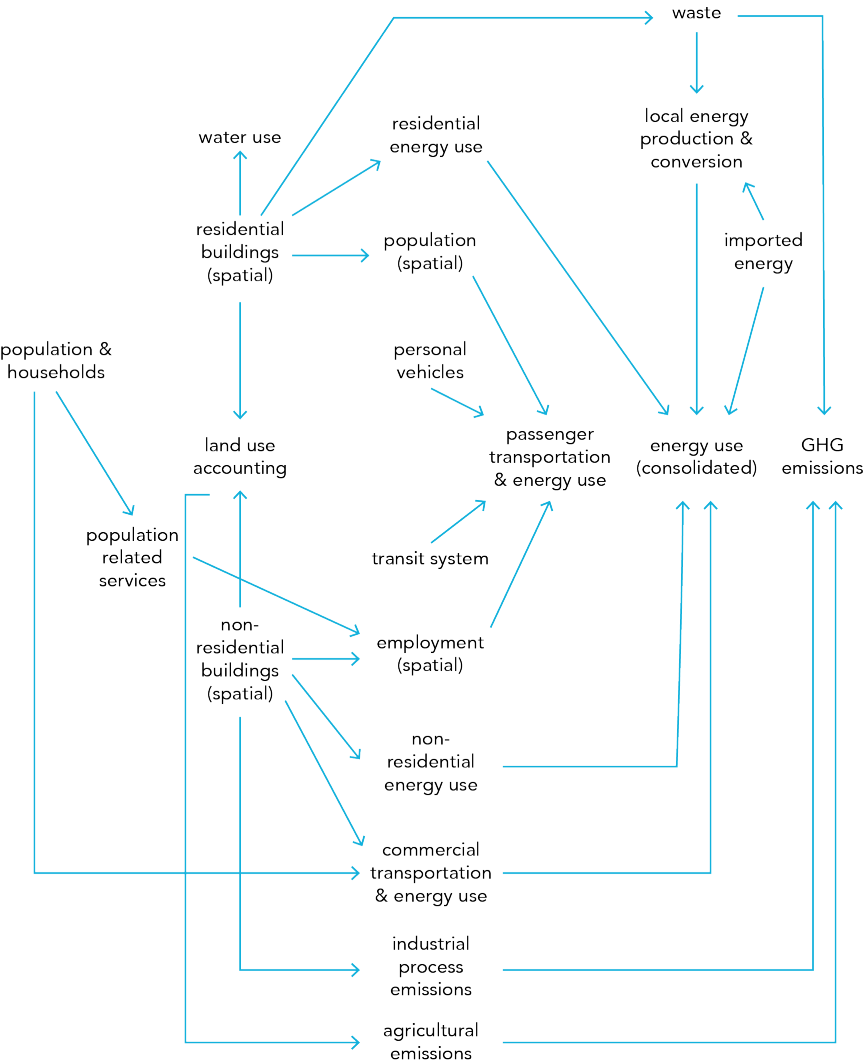 waste
local energy
production &
conversion
residential
energy use
water use
residential
buildings
(spatial)
population
(spatial)
imported
energy
population &
households
personal
vehicles
land use
accounting
passenger
transportation
& energy use
energy use
(consolidated)
GHG
emissions
population
related
services
transit system
non-
residential
buildings
(spatial)
employment
(spatial)
non-
residential
energy use
commercial
transportation
& energy use
industrial
process
emissions
agricultural
emissions